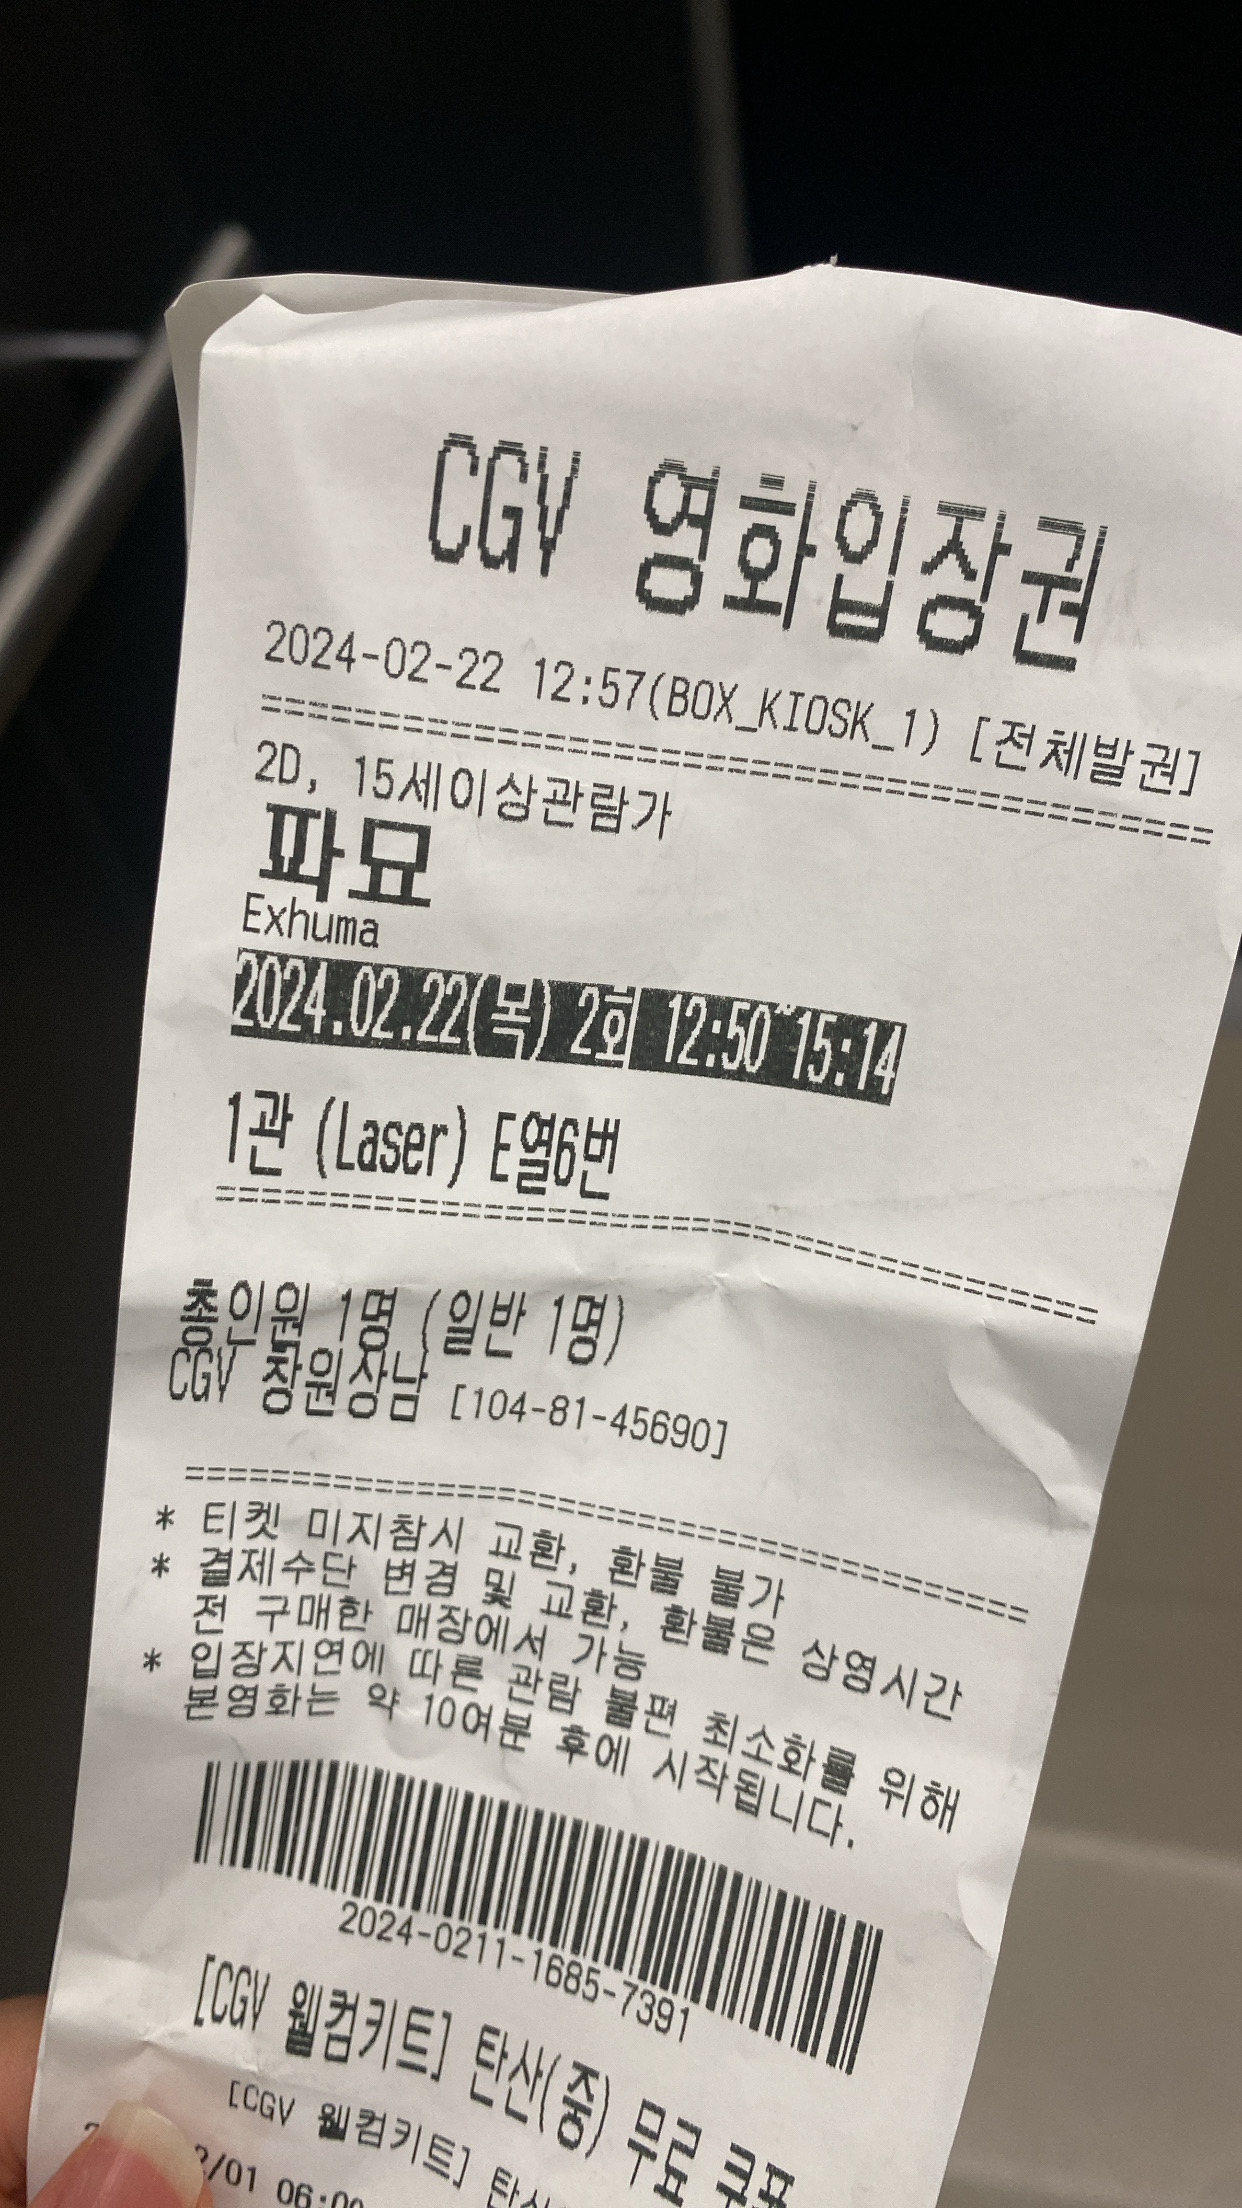 CGV 영화입장권
2024-02-22 12:57(BOX_KIOSK_1) [전체발권]
2D, 15세이상관람가
파묘
Exhuma
2024.02.22(목) 2회 12:50~15:14
1관 (Laser) E열6번
총인원 1명 (일반 1명)
CGV 창원상남 [104-81-45690]
* 티켓 미지참시 교환, 환불 불가
* 결제수단 변경 및 교환, 환불은 상영시간
전 구매한 매장에서 가능
* 입장지연에 따른 관람 불편 최소화를 위해
본영화는 약 10여분 후에 시작됩니다.
2024-0211-1685-7391
[CGV 웰컴키트] 탄산(중) 무료 쿠폰
[CGV 웰컴키트]
/01 06:00